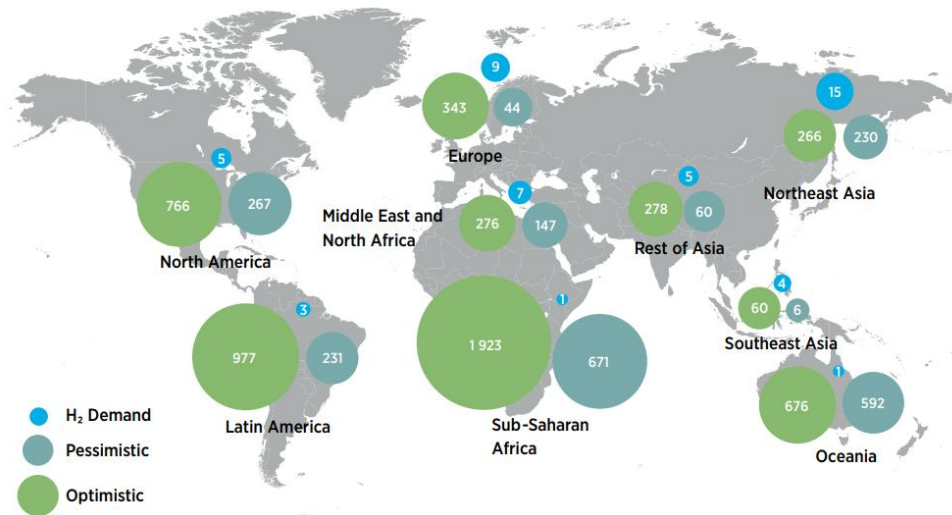 9
343
44
Europe
15
266
230
Northeast Asia
5
766
267
North America
7
Middle East and
North Africa
276
147
5
278
60
Rest of Asia
4
60
6
Southeast Asia
3
977
231
Latin America
1
1 923
671
Sub-Saharan
Africa
1
676
592
Oceania
H₂ Demand
Pessimistic
Optimistic